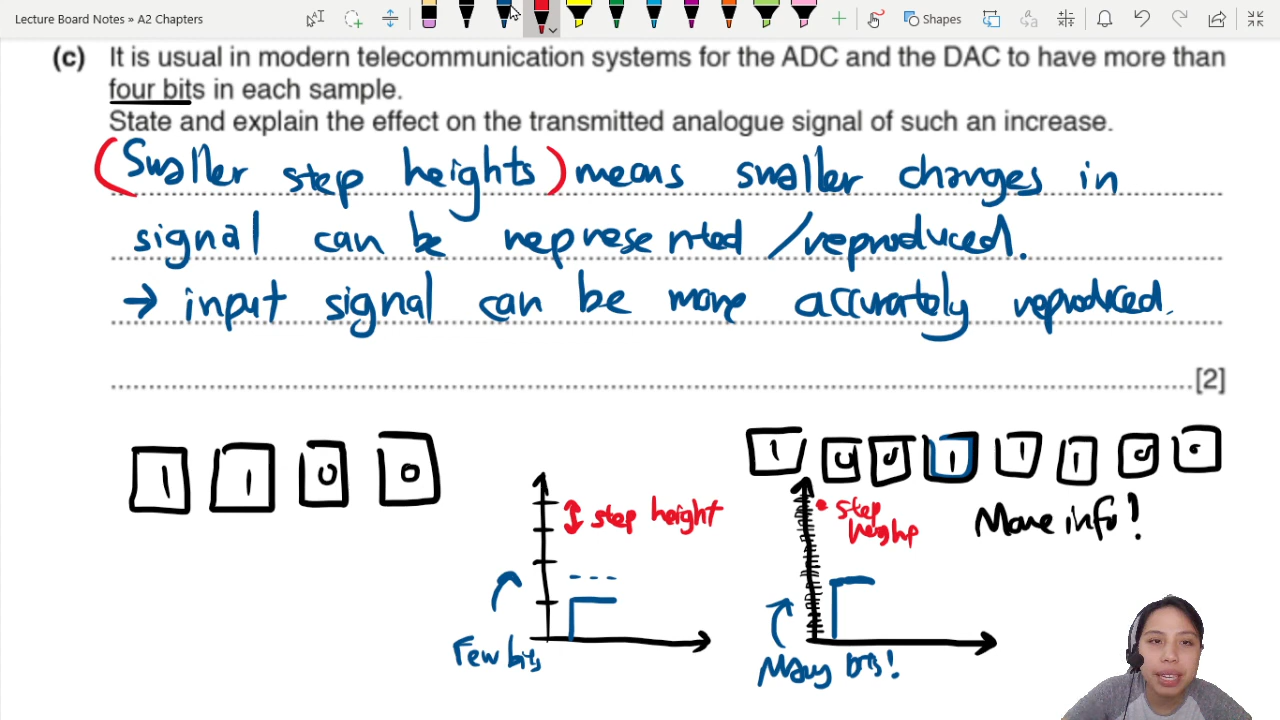 Lecture Board Notes » A2 Chapters
Shapes
(c) It is usual in modern telecommunication systems for the ADC and the DAC to have more than
four bits in each sample.
State and explain the effect on the transmitted analogue signal of such an increase.
(Smaller step heights) means smaller changes in
signal can be represented /reproduced.
→ input signal can be more accurately reproduced.
[2]
1 1 0 0
1 0 0 1 1 1 0 0
step height
step
height
More info!
Few bits
Many bits!